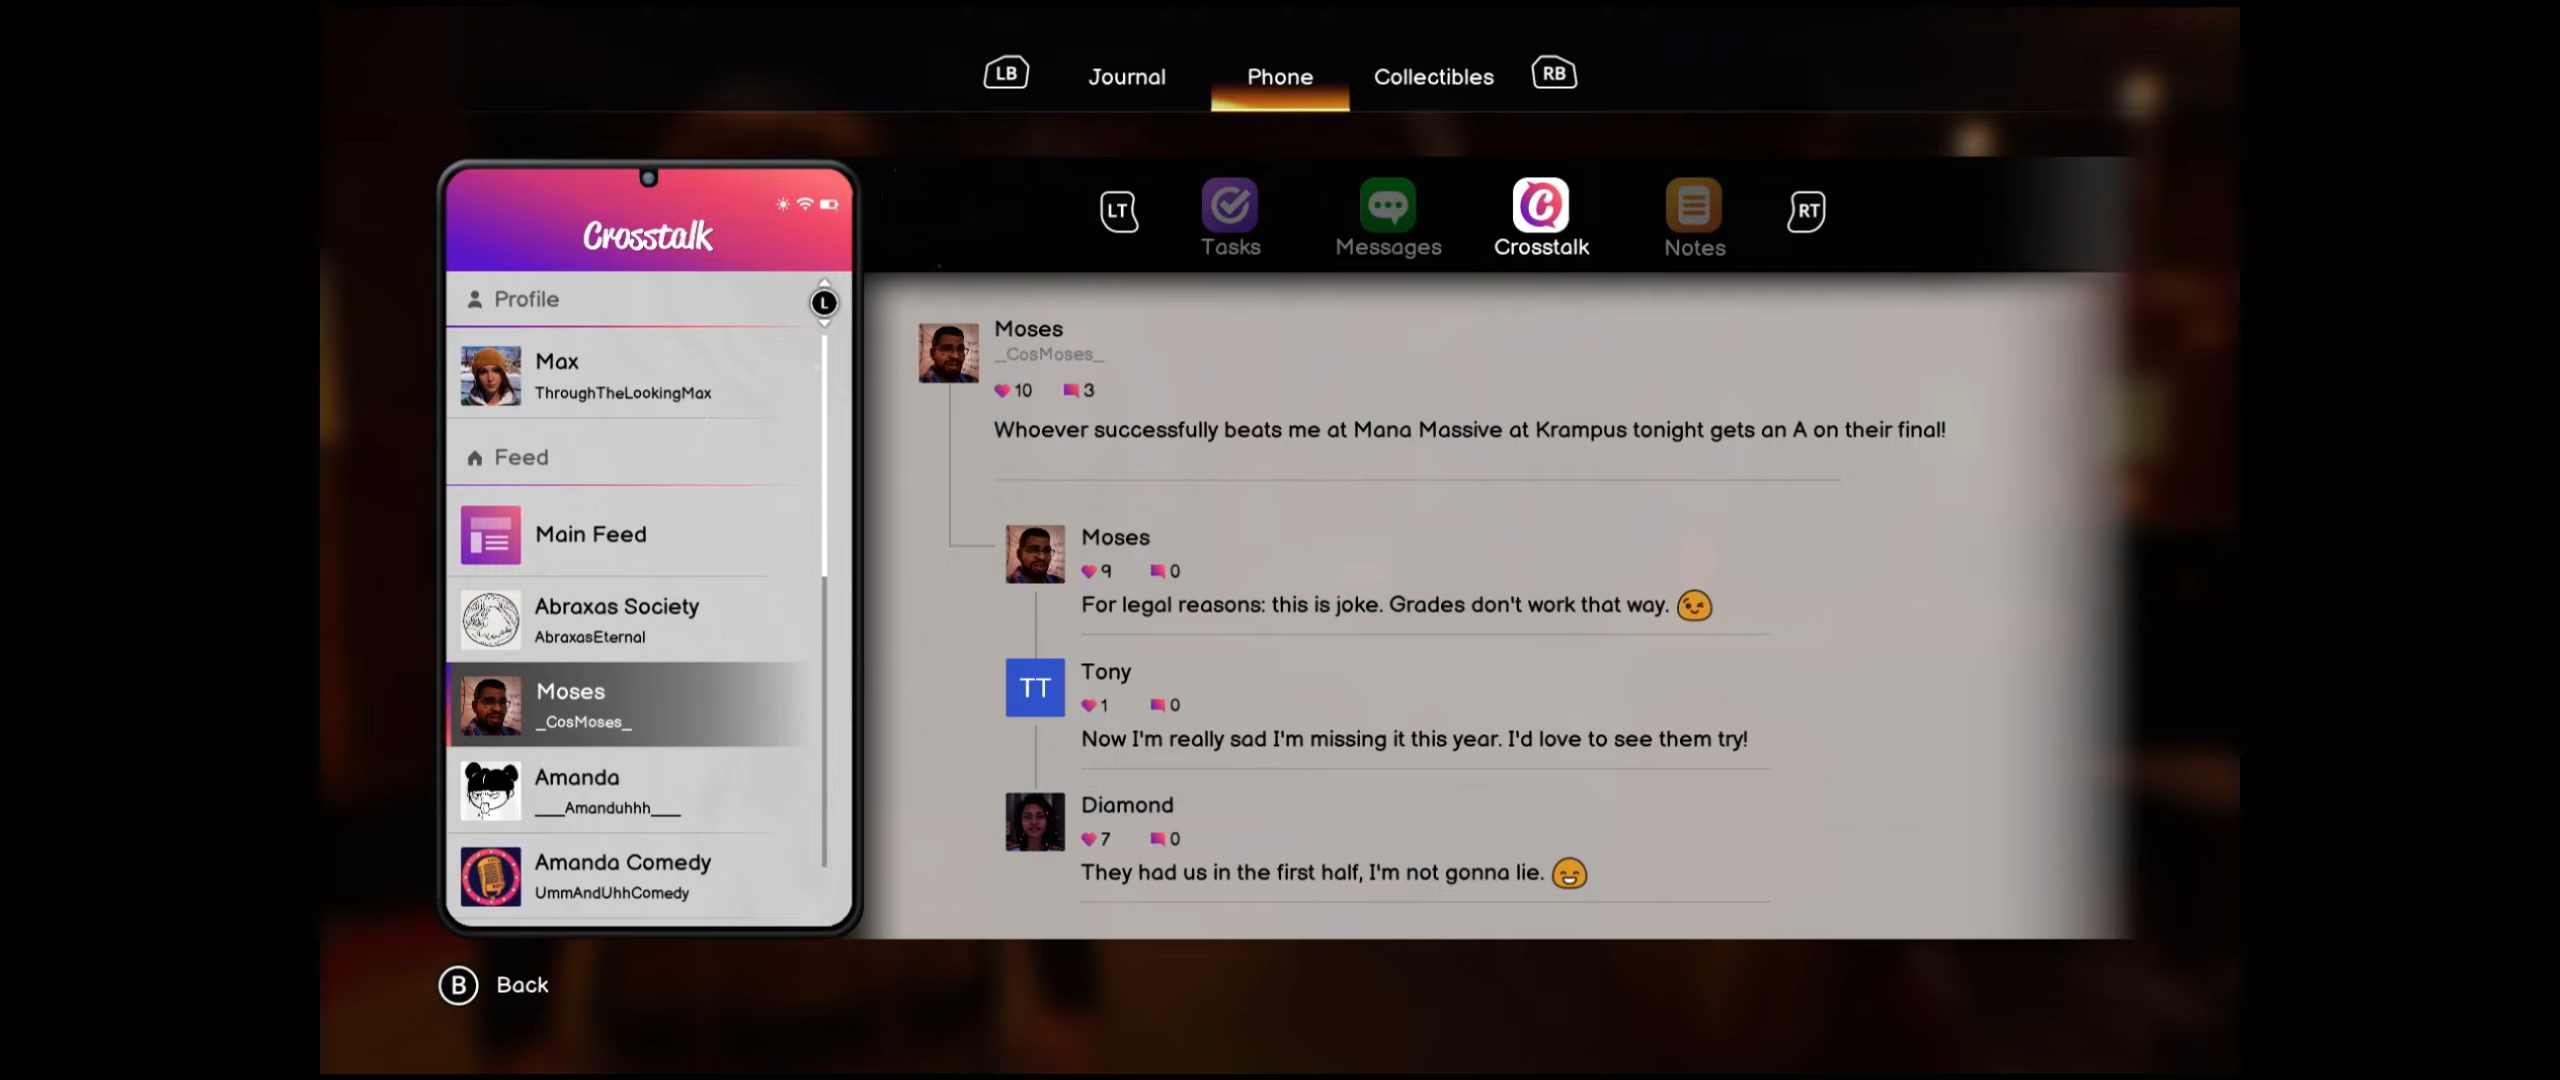 LB Journal Phone Collectibles RB
Crosstalk
LT Tasks Messages Crosstalk Notes RT
Profile L
Max
ThroughTheLookingMax
Feed
Main Feed
Abraxas Society
AbraxasEternal
Moses
_CosMoses_
Amanda
___Amanduhhh___
Amanda Comedy
UmmAndUhhComedy
Moses
_CosMoses_
10 3
Whoever successfully beats me at Mana Massive at Krampus tonight gets an A on their final!
Moses
9 0
For legal reasons: this is joke. Grades don't work that way.
TT
Tony
1 0
Now I'm really sad I'm missing it this year. I'd love to see them try!
Diamond
7 0
They had us in the first half, I'm not gonna lie.
B Back